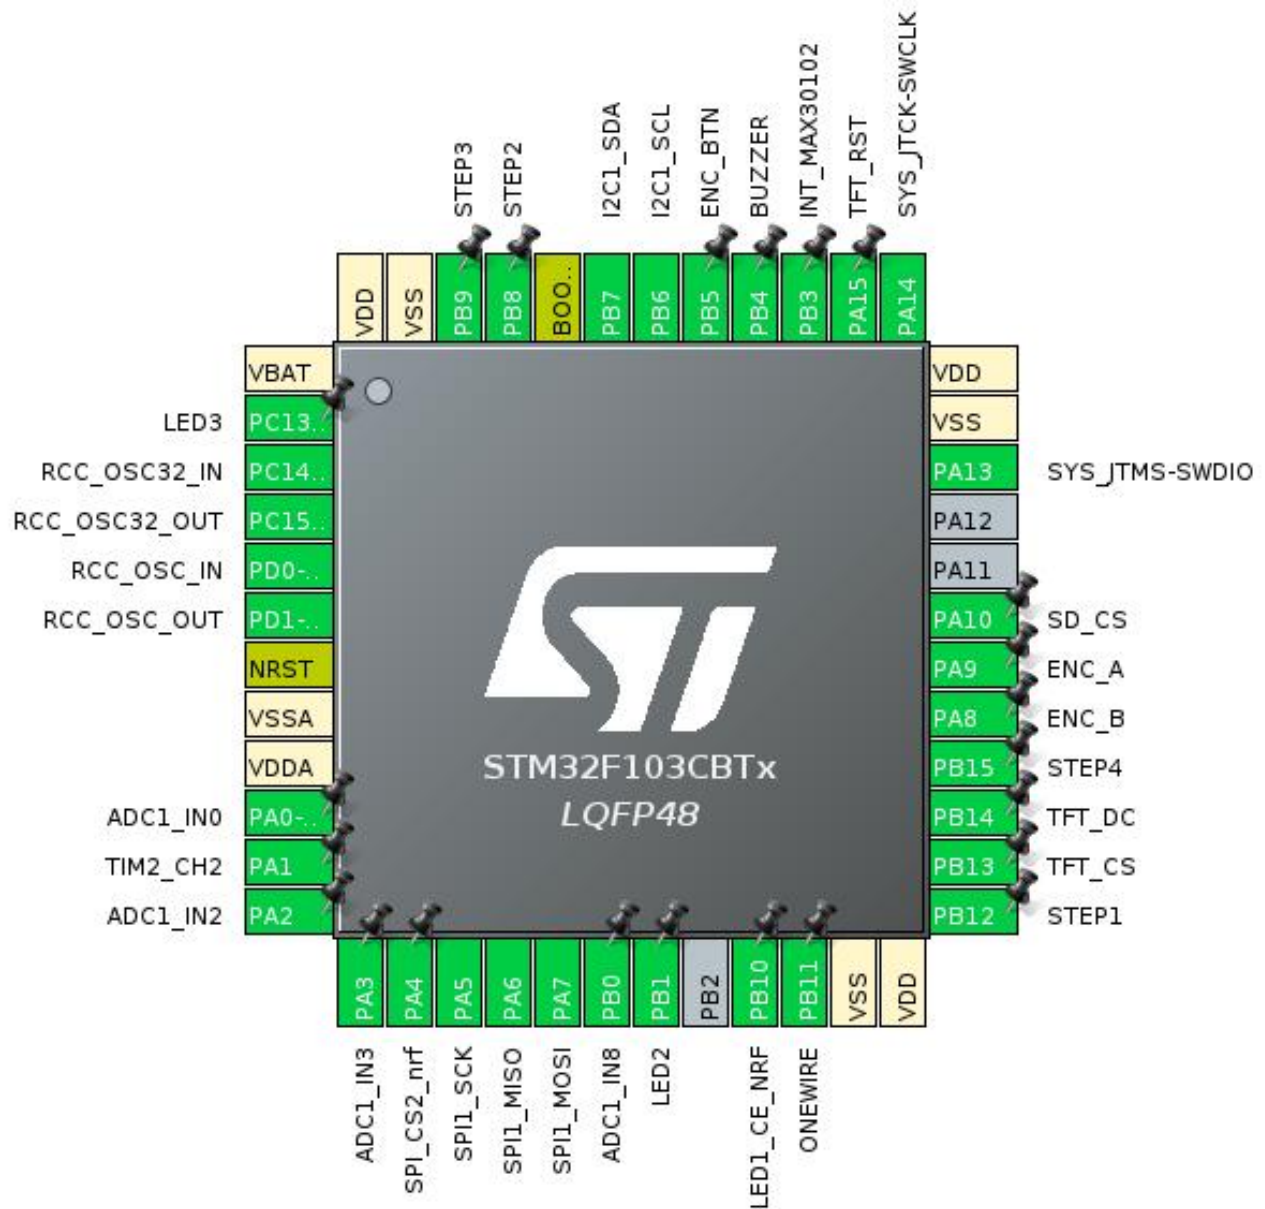 STEP3
STEP2
I2C1_SDA
I2C1_SCL
ENC_BTN
BUZZER
INT_MAX30102
TFT_RST
SYS_JTCK-SWCLK
VDD
VSS
PB9
PB8
BOO..
PB7
PB6
PB5
PB4
PB3
PA15
PA14
VBAT
LED3 PC13..
RCC_OSC32_IN PC14..
RCC_OSC32_OUT PC15..
RCC_OSC_IN PD0-..
RCC_OSC_OUT PD1-..
NRST
VSSA
VDDA
ADC1_IN0 PA0-..
TIM2_CH2 PA1
ADC1_IN2 PA2
ST
STM32F103CBTx
LQFP48
VDD
VSS
PA13 SYS_JTMS-SWDIO
PA12
PA11
PA10 SD_CS
PA9 ENC_A
PA8 ENC_B
PB15 STEP4
PB14 TFT_DC
PB13 TFT_CS
PB12 STEP1
PA3
PA4
PA5
PA6
PA7
PB0
PB1
PB2
PB10
PB11
VSS
VDD
ADC1_IN3
SPI_CS2_nrf
SPI1_SCK
SPI1_MISO
SPI1_MOSI
ADC1_IN8
LED2
LED1_CE_NRF
ONEWIRE